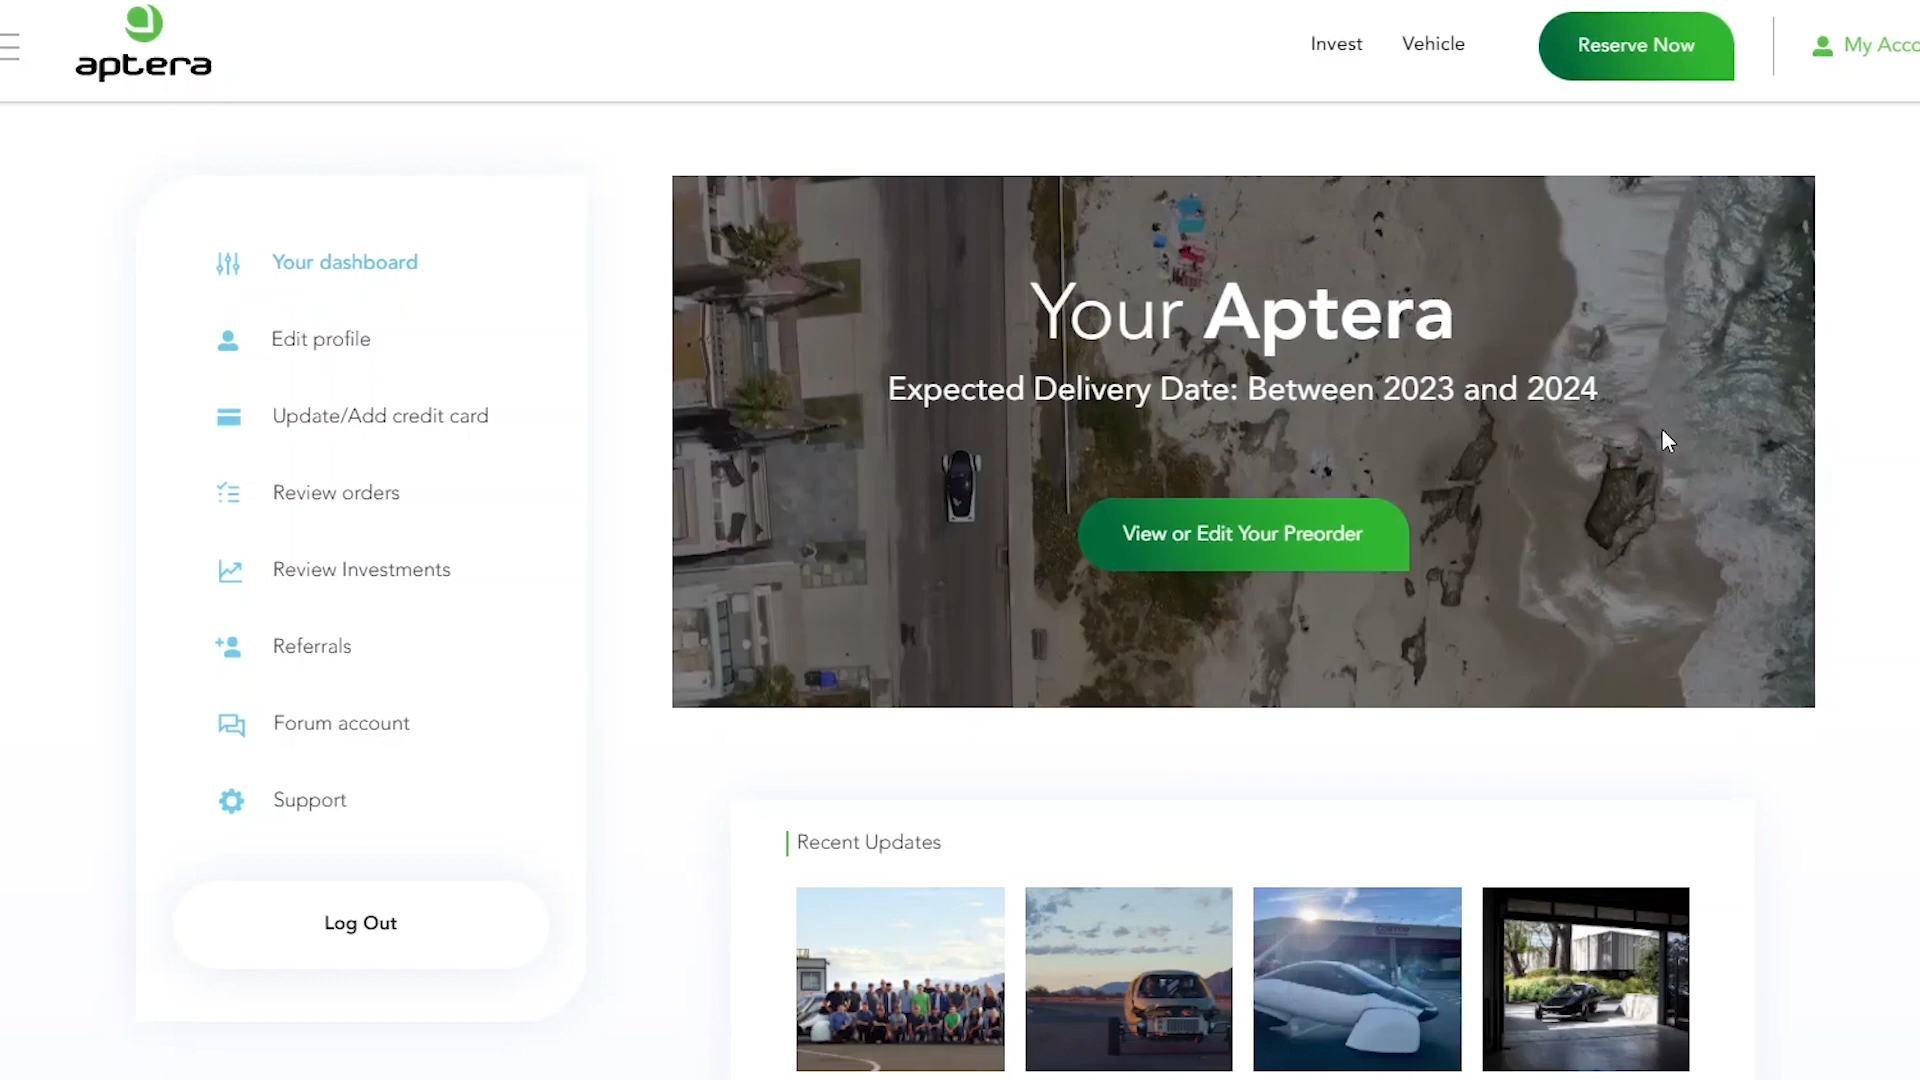 aptera
Invest
Vehicle
Reserve Now
My Acco
Your dashboard
Edit profile
Update/Add credit card
Review orders
Review Investments
Referrals
Forum account
Support
Log Out
Your Aptera
Expected Delivery Date: Between 2023 and 2024
View or Edit Your Preorder
Recent Updates